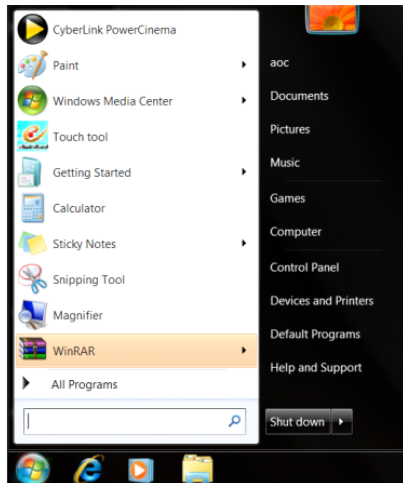 CyberLink PowerCinema
Paint
Windows Media Center
Touch tool
Getting Started
Calculator
Sticky Notes
Snipping Tool
Magnifier
WinRAR
All Programs
aoc
Documents
Pictures
Music
Games
Computer
Control Panel
Devices and Printers
Default Programs
Help and Support
Shut down